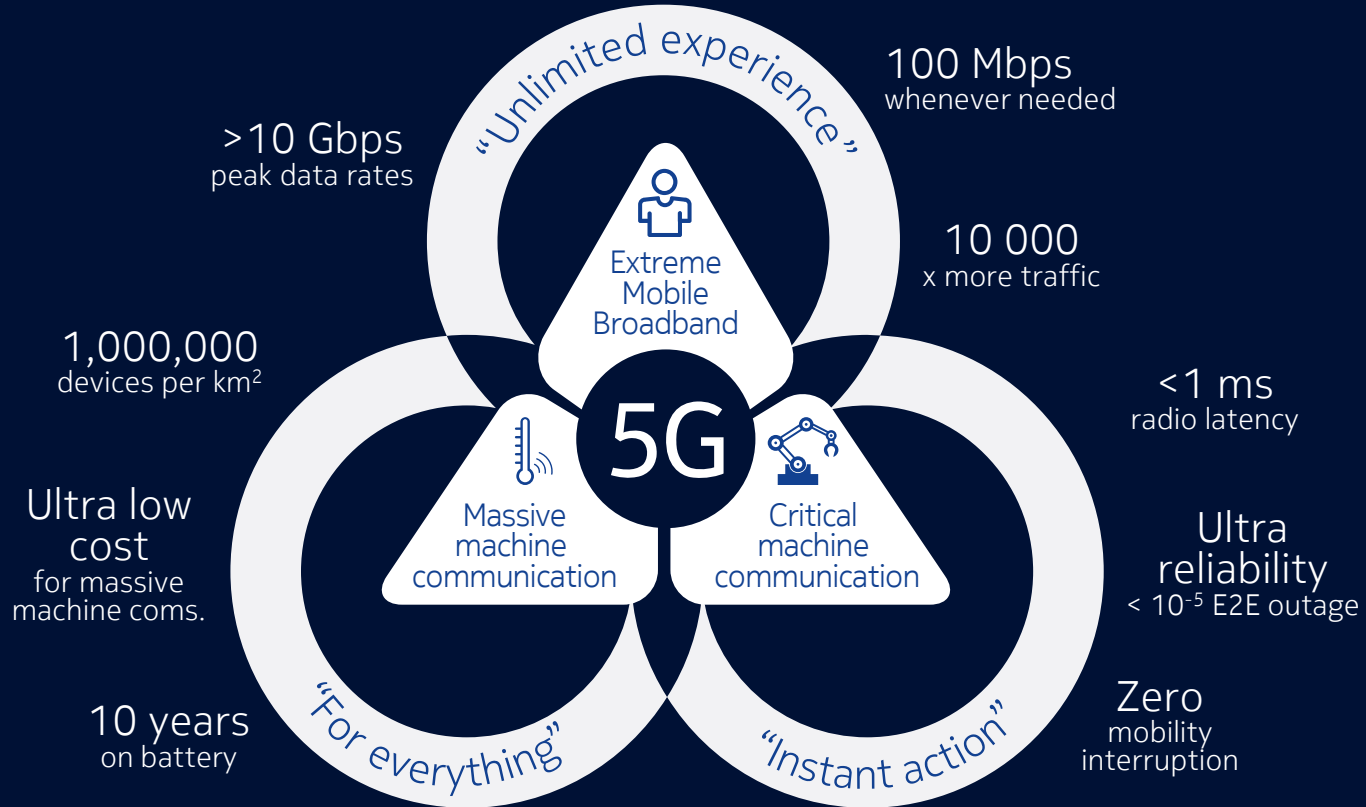 “Unlimited experience”
100 Mbps
whenever needed
>10 Gbps
peak data rates
10 000
x more traffic
Extreme
Mobile
Broadband
5G
1,000,000
devices per km²
Ultra low
cost
for massive
machine coms.
10 years
on battery
Massive
machine
communication
“For everything”
Critical
machine
communication
“Instant action”
<1 ms
radio latency
Ultra
reliability
< 10⁻⁵ E2E outage
Zero
mobility
interruption